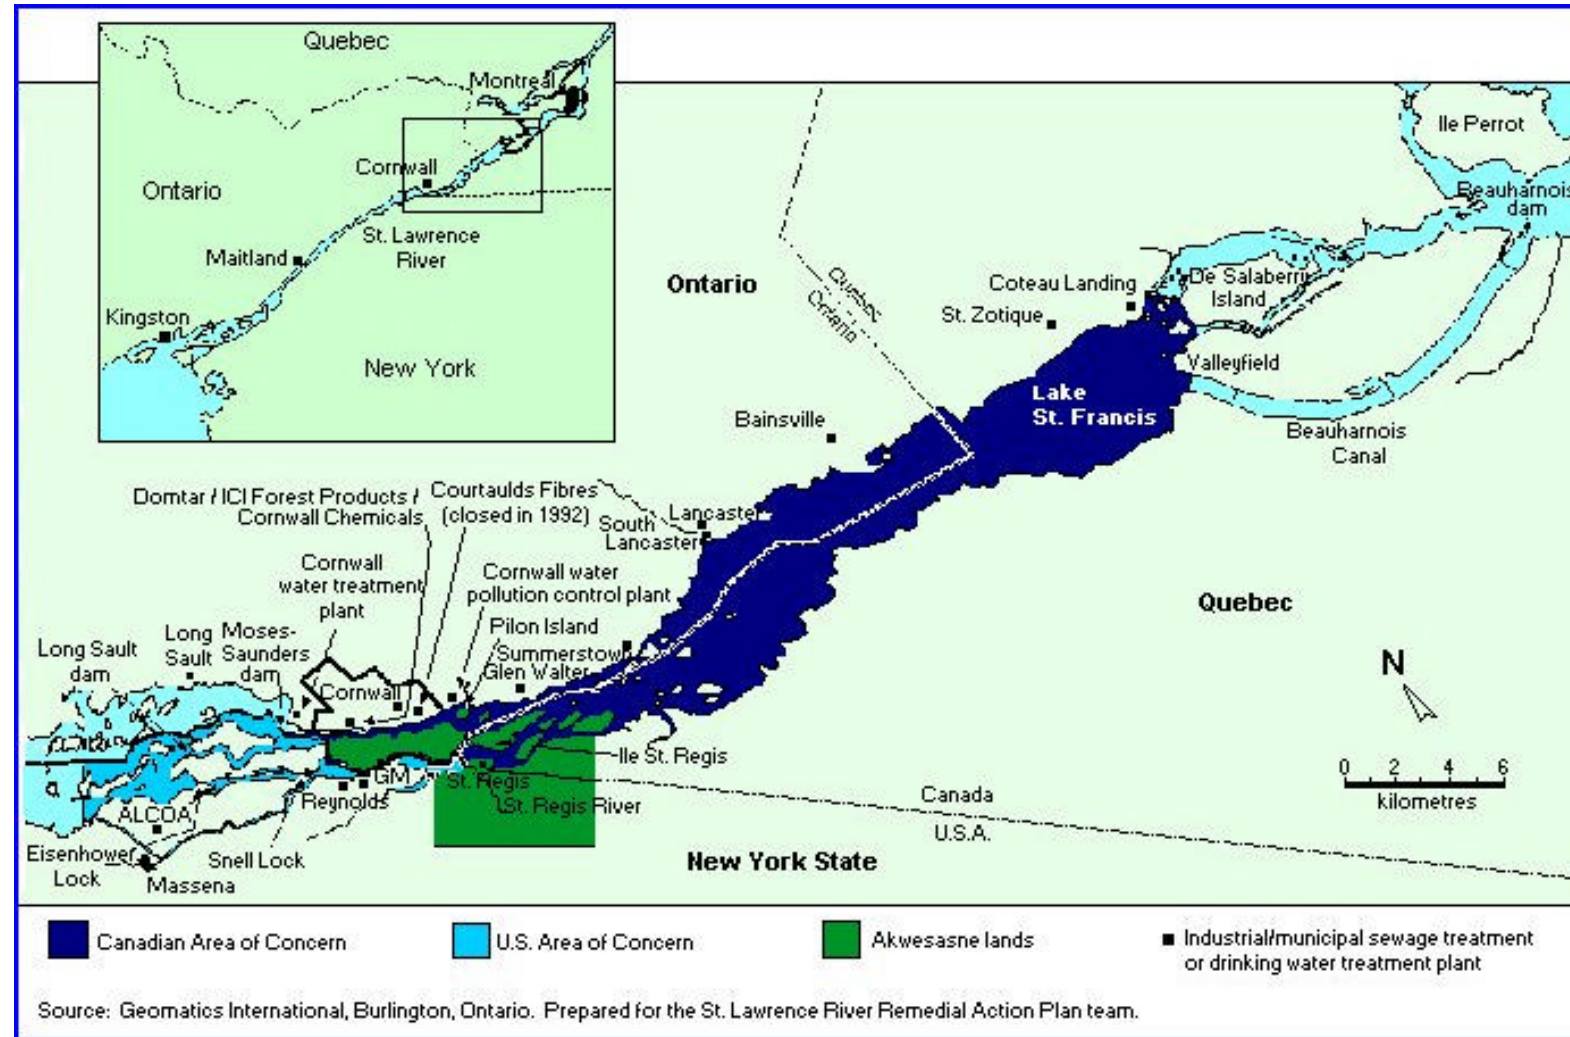 Quebec
Montreal
Cornwall
Ontario
St. Lawrence
River
Maitland
Kingston
New York
Ile Perrot
Beauharnois
dam
Ontario
Quebec
Ontario
Coteau Landing
De Salaberry
Island
St. Zotique
Valleyfield
Lake
St. Francis
Bainsville
Beauharnois
Canal
Domtar / ICI Forest Products /
Cornwall Chemicals
Courtaulds Fibres
(closed in 1992)
Lancaster
South
Lancaster
Cornwall
water treatment
plant
Cornwall water
pollution control plant
Quebec
Pilon Island
Summerstown
Glen Walter
Long Sault
dam
Long
Sault
Moses-
Saunders
dam
Cornwall
N
Ile St. Regis
GM
St. Regis
Reynolds
St. Regis River
ALCOA
Canada
U.S.A.
0 2 4 6
kilometres
Eisenhower
Lock
Snell Lock
Massena
New York State
Canadian Area of Concern
U.S. Area of Concern
Akwesasne lands
Industrial/municipal sewage treatment
or drinking water treatment plant
Source: Geomatics International, Burlington, Ontario. Prepared for the St. Lawrence River Remedial Action Plan team.